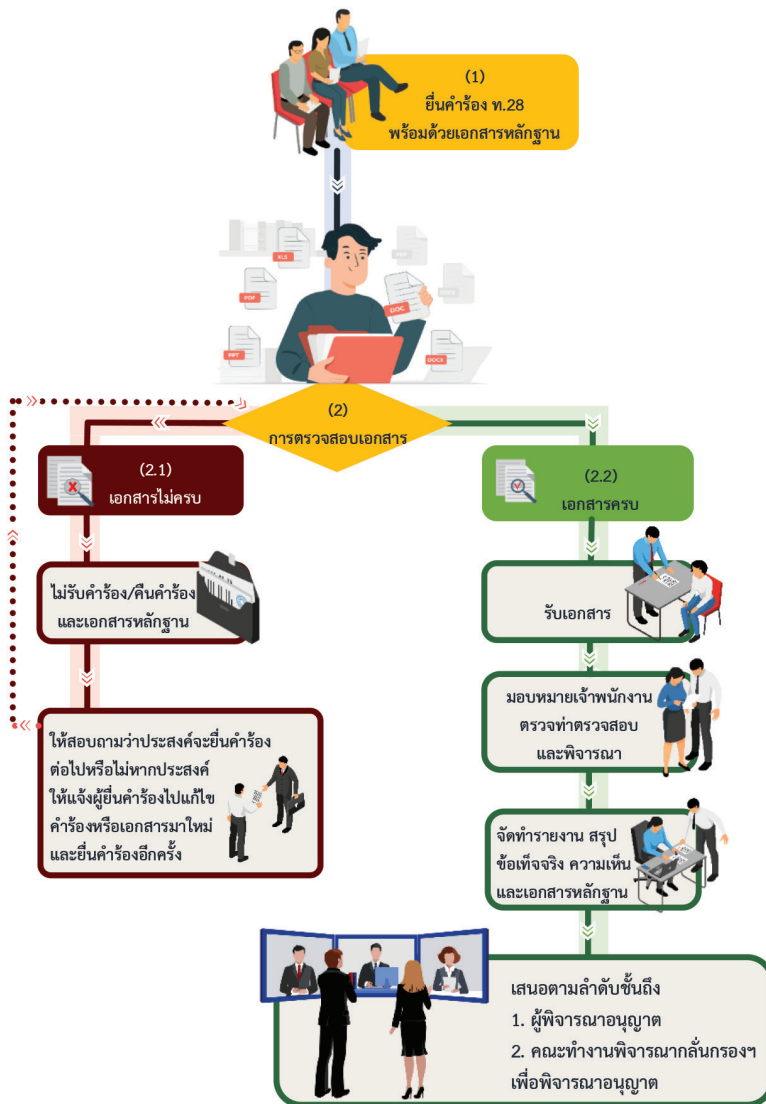 (1)
ยื่นคำร้อง ท.28
พร้อมด้วยเอกสารหลักฐาน
XLS
PDF
DOC
PPT
DOCX
(2)
การตรวจสอบเอกสาร
(2.1)
เอกสารไม่ครบ
ไม่รับคำร้อง/คืนคำร้อง
และเอกสารหลักฐาน
ให้สอบถามว่าประสงค์จะยื่นคำร้อง
ต่อไปหรือไม่หากประสงค์
ให้แจ้งผู้ยื่นคำร้องไปแก้ไข
คำร้องหรือเอกสารมาใหม่
และยื่นคำร้องอีกครั้ง
(2.2)
เอกสารครบ
รับเอกสาร
มอบหมายเจ้าพนักงาน
ตรวจท่าตรวจสอบ
และพิจารณา
จัดทำรายงาน สรุป
ข้อเท็จจริง ความเห็น
และเอกสารหลักฐาน
เสนอตามลำดับชั้นถึง
1. ผู้พิจารณาอนุญาต
2. คณะทำงานพิจารณากลั่นกรองฯ
เพื่อพิจารณาอนุญาต